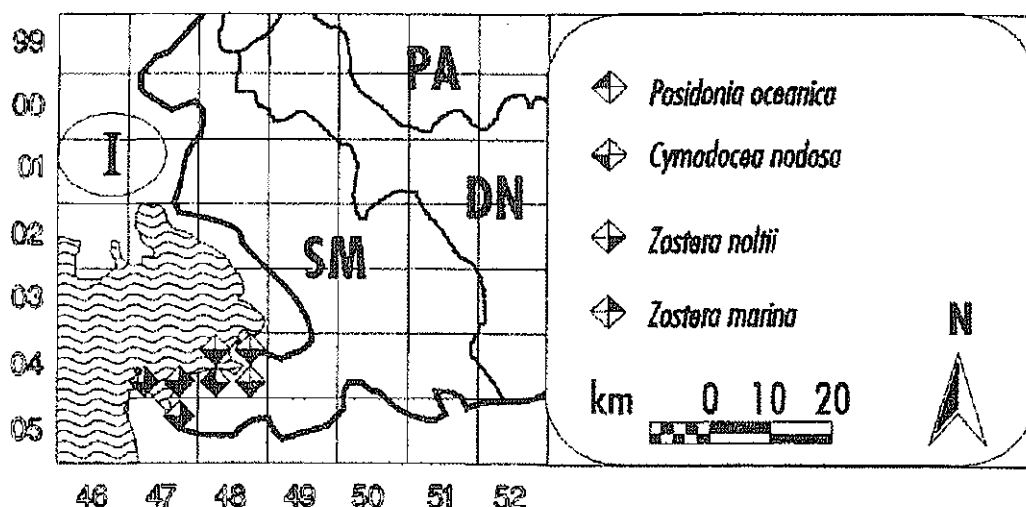 99
00
01
02
03
04
05
I
PA
DN
SM
46 47 48 49 50 51 52
Posidonia oceanica
Cymodocea nodosa
Zostera noltii
Zostera marina
N
km 0 10 20